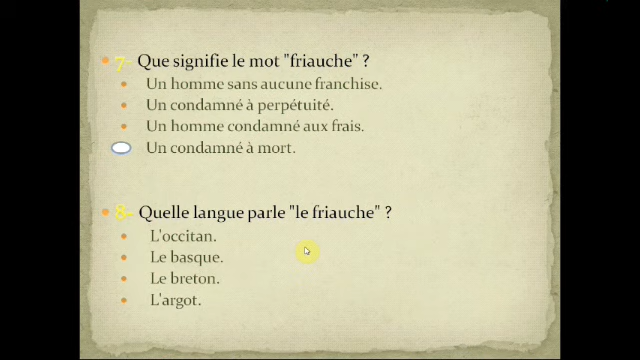 7- Que signifie le mot "friauche" ?
Un homme sans aucune franchise.
Un condamné à perpétuité.
Un homme condamné aux frais.
Un condamné à mort.
8- Quelle langue parle "le friauche" ?
L'occitan.
Le basque.
Le breton.
L'argot.